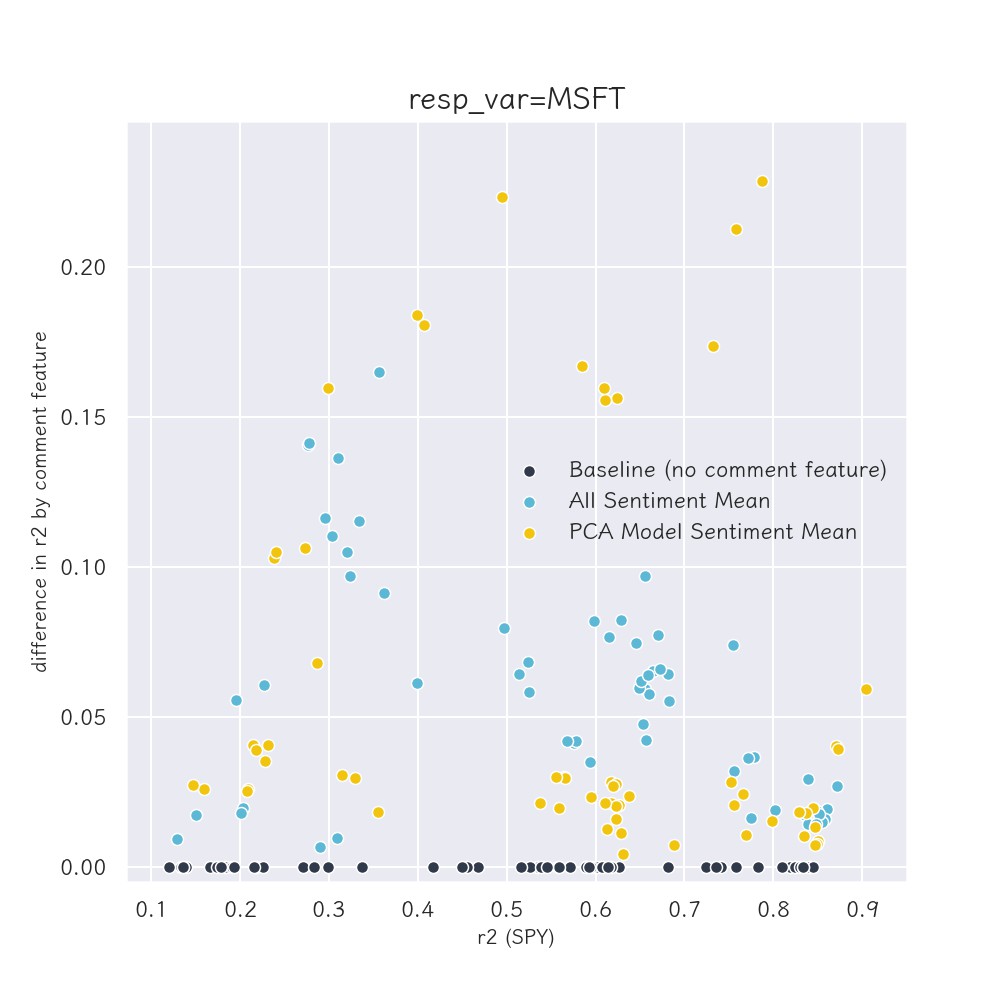 resp_var=MSFT
difference in r2 by comment feature
0.20
0.15
0.10
0.05
0.00
Baseline (no comment feature)
All Sentiment Mean
PCA Model Sentiment Mean
0.1 0.2 0.3 0.4 0.5 0.6 0.7 0.8 0.9
r2 (SPY)